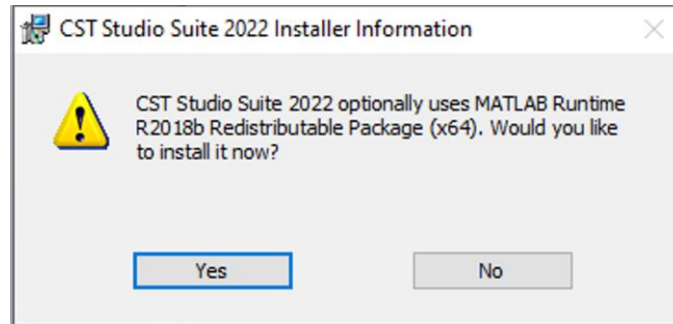 CST Studio Suite 2022 Installer Information
CST Studio Suite 2022 optionally uses MATLAB Runtime
R2018b Redistributable Package (x64). Would you like
to install it now?
Yes
No